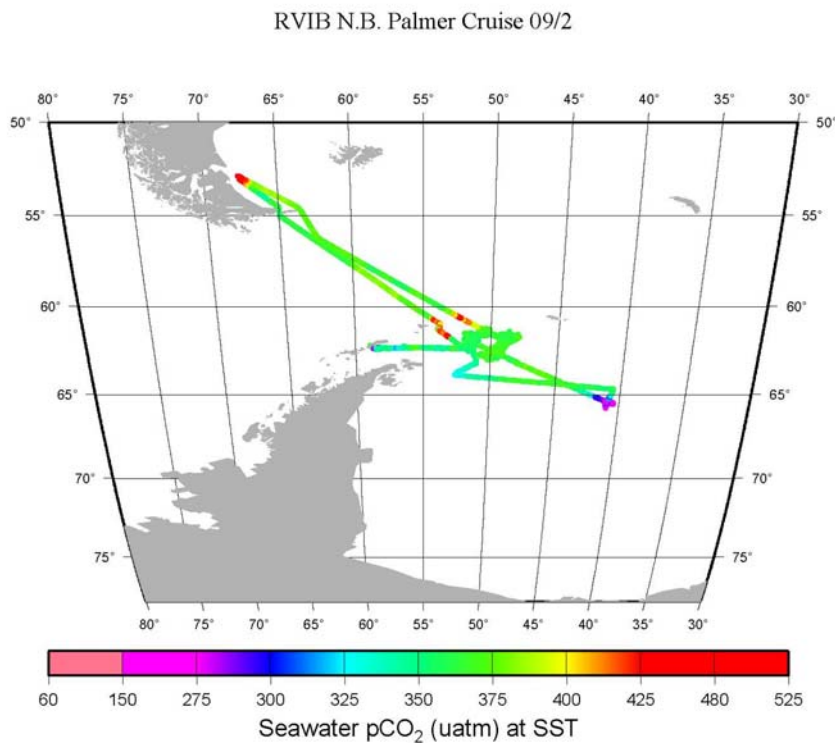 RVIB N.B. Palmer Cruise 09/2
80° 75° 70° 65° 60° 55° 50° 45° 40° 35° 30°
50° 50°
55° 55°
60° 60°
65° 65°
70° 70°
75° 75°
80° 75° 70° 65° 60° 55° 50° 45° 40° 35° 30°
60 150 275 300 325 350 375 400 425 480 525
Seawater pCO₂ (uatm) at SST